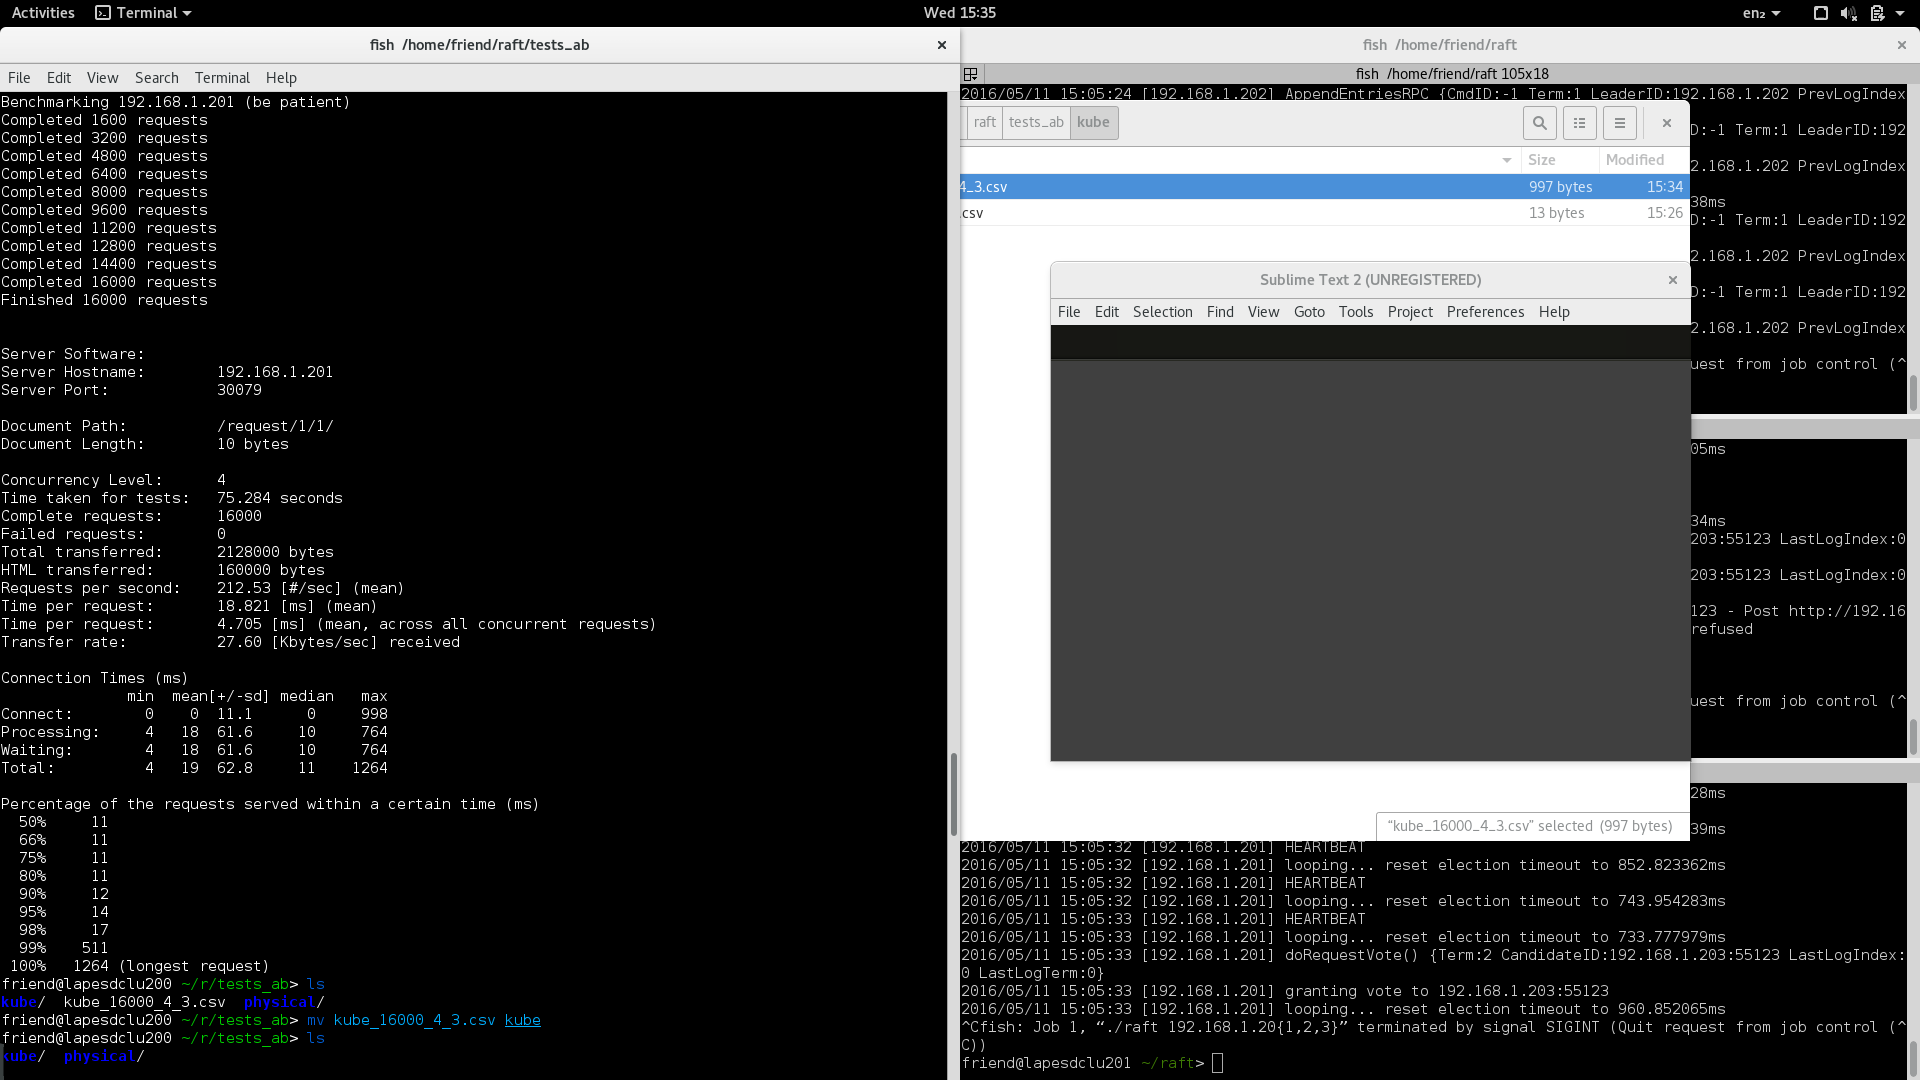 Activities Terminal Wed 15:35 en₂
fish /home/friend/raft/tests_ab
File Edit View Search Terminal Help
Benchmarking 192.168.1.201 (be patient)
Completed 1600 requests
Completed 3200 requests
Completed 4800 requests
Completed 6400 requests
Completed 8000 requests
Completed 9600 requests
Completed 11200 requests
Completed 12800 requests
Completed 14400 requests
Completed 16000 requests
Finished 16000 requests
Server Software:
Server Hostname: 192.168.1.201
Server Port: 30079
Document Path: /request/1/1/
Document Length: 10 bytes
Concurrency Level: 4
Time taken for tests: 75.284 seconds
Complete requests: 16000
Failed requests: 0
Total transferred: 2128000 bytes
HTML transferred: 160000 bytes
Requests per second: 212.53 [#/sec] (mean)
Time per request: 18.821 [ms] (mean)
Time per request: 4.705 [ms] (mean, across all concurrent requests)
Transfer rate: 27.60 [Kbytes/sec] received
Connection Times (ms)
min mean[+/-sd] median max
Connect: 0 0 11.1 0 998
Processing: 4 18 61.6 10 764
Waiting: 4 18 61.6 10 764
Total: 4 19 62.8 11 1264
Percentage of the requests served within a certain time (ms)
50% 11
66% 11
75% 11
80% 11
90% 12
95% 14
98% 17
99% 511
100% 1264 (longest request)
friend@lapesdclu200 ~/r/tests_ab> ls
kube/ kube_16000_4_3.csv physical/
friend@lapesdclu200 ~/r/tests_ab> mv kube_16000_4_3.csv kube
friend@lapesdclu200 ~/r/tests_ab> ls
kube/ physical/
fish /home/friend/raft
fish /home/friend/raft 105x18
2016/05/11 15:05:24 [192.168.1.202] AppendEntriesRPC {CmdID:-1 Term:1 LeaderID:192.168.1.202 PrevLogIndex
D:-1 Term:1 LeaderID:192
2.168.1.202 PrevLogIndex
38ms
D:-1 Term:1 LeaderID:192
2.168.1.202 PrevLogIndex
D:-1 Term:1 LeaderID:192
2.168.1.202 PrevLogIndex
uest from job control (^
raft tests_ab kube
Size Modified
4_3.csv 997 bytes 15:34
.csv 13 bytes 15:26
Sublime Text 2 (UNREGISTERED)
File Edit Selection Find View Goto Tools Project Preferences Help
“kube_16000_4_3.csv” selected (997 bytes)
05ms
34ms
203:55123 LastLogIndex:0
203:55123 LastLogIndex:0
123 - Post http://192.16
refused
uest from job control (^
28ms
39ms
2016/05/11 15:05:32 [192.168.1.201] HEARTBEAT
2016/05/11 15:05:32 [192.168.1.201] looping... reset election timeout to 852.823362ms
2016/05/11 15:05:32 [192.168.1.201] HEARTBEAT
2016/05/11 15:05:32 [192.168.1.201] looping... reset election timeout to 743.954283ms
2016/05/11 15:05:33 [192.168.1.201] HEARTBEAT
2016/05/11 15:05:33 [192.168.1.201] looping... reset election timeout to 733.777979ms
2016/05/11 15:05:33 [192.168.1.201] doRequestVote() {Term:2 CandidateID:192.168.1.203:55123 LastLogIndex:
0 LastLogTerm:0}
2016/05/11 15:05:33 [192.168.1.201] granting vote to 192.168.1.203:55123
2016/05/11 15:05:33 [192.168.1.201] looping... reset election timeout to 960.852065ms
^Cfish: Job 1, “./raft 192.168.1.20{1,2,3}” terminated by signal SIGINT (Quit request from job control (^
C))
friend@lapesdclu201 ~/raft>